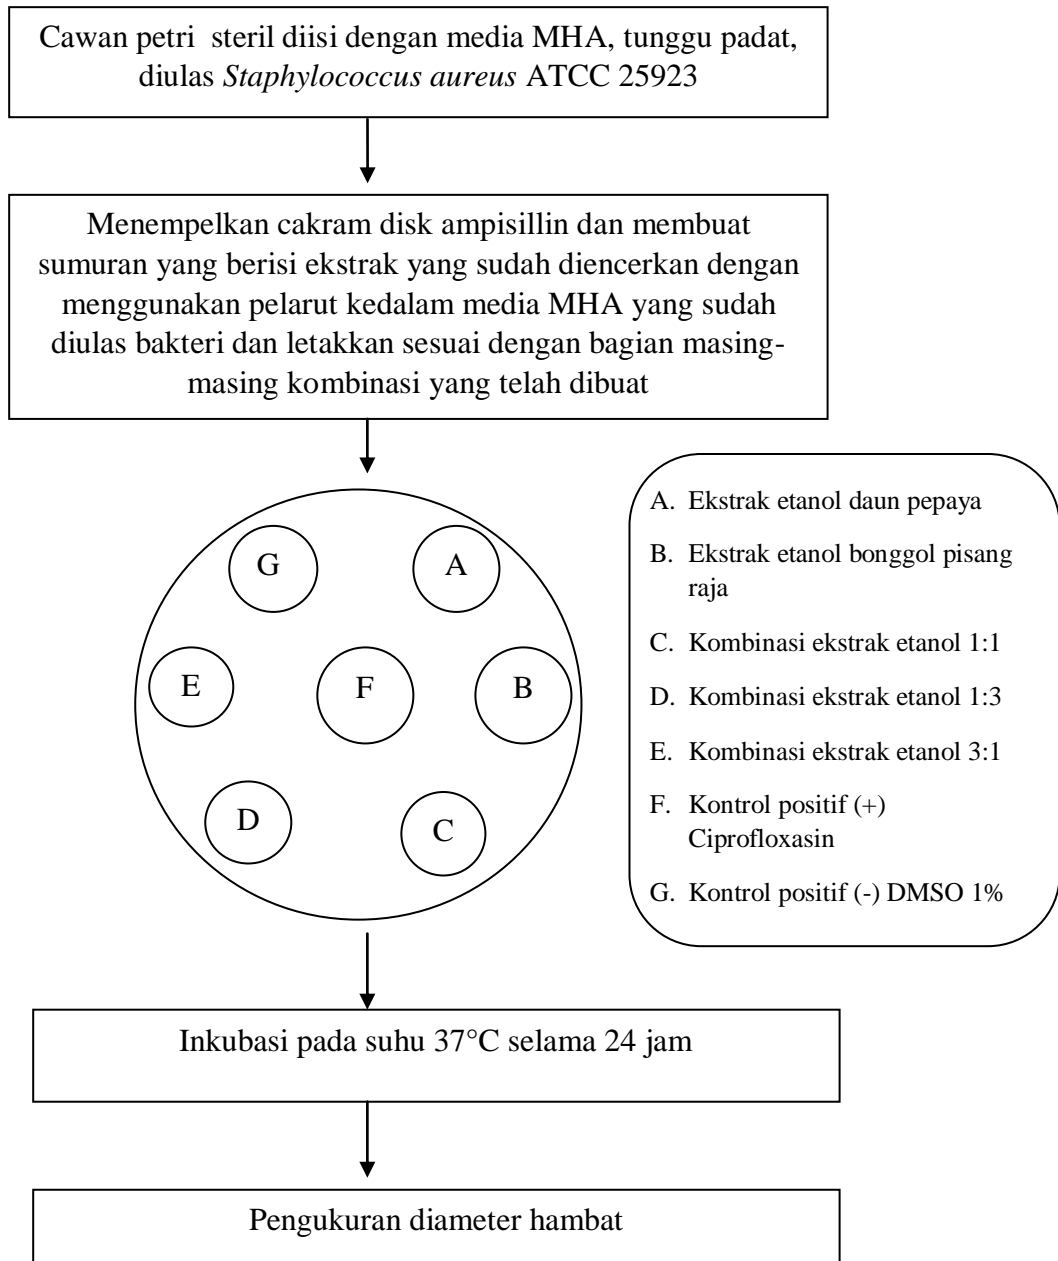 Cawan petri steril diisi dengan media MHA, tunggu padat,
diulas Staphylococcus aureus ATCC 25923
Menempelkan cakram disk ampisillin dan membuat
sumuran yang berisi ekstrak yang sudah diencerkan dengan
menggunakan pelarut kedalam media MHA yang sudah
diulas bakteri dan letakkan sesuai dengan bagian masing-
masing kombinasi yang telah dibuat
G
A
E
F
B
D
C
A. Ekstrak etanol daun pepaya
B. Ekstrak etanol bonggol pisang
raja
C. Kombinasi ekstrak etanol 1:1
D. Kombinasi ekstrak etanol 1:3
E. Kombinasi ekstrak etanol 3:1
F. Kontrol positif (+)
Ciprofloxasin
G. Kontrol positif (-) DMSO 1%
Inkubasi pada suhu 37°C selama 24 jam
Pengukuran diameter hambat